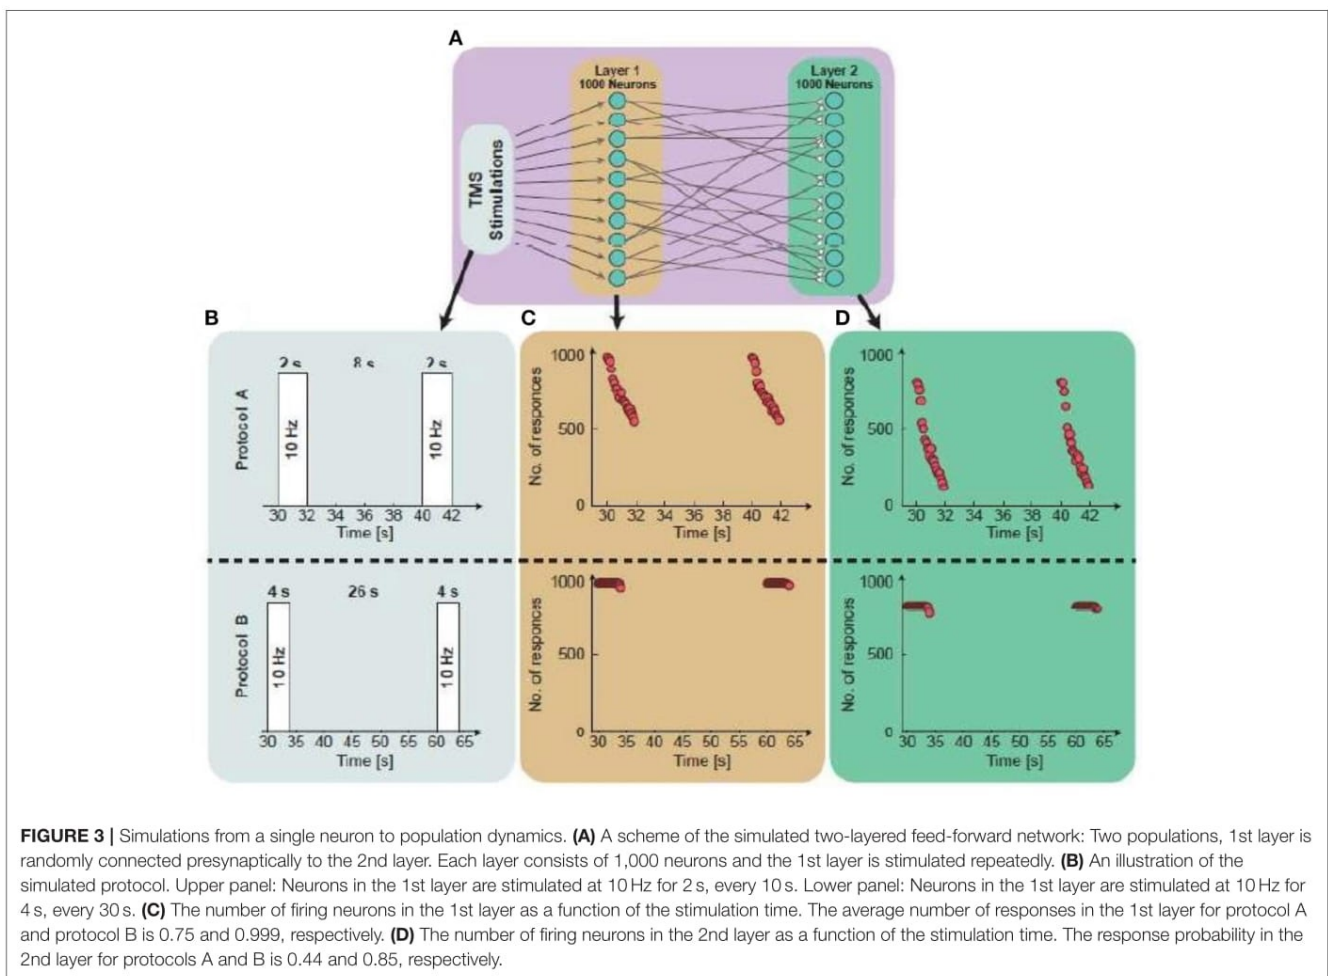 A
Layer 1
1000 Neurons
Layer 2
1000 Neurons
TMS
Stimulations
B
C
D
Protocol A
2 s
8 s
2 s
10 Hz
10 Hz
30 32 34 36 38 40 42
Time [s]
No. of responses
1000
500
0
30 32 34 36 38 40 42
Time [s]
No. of responses
1000
500
0
30 32 34 36 38 40 42
Time [s]
Protocol B
4 s
26 s
4 s
10 Hz
10 Hz
30 35 40 45 50 55 60 65
Time [s]
No. of responses
1000
500
0
30 35 40 45 50 55 60 65
Time [s]
No. of responses
1000
500
0
30 35 40 45 50 55 60 65
Time [s]
FIGURE 3 | Simulations from a single neuron to population dynamics. (A) A scheme of the simulated two-layered feed-forward network: Two populations, 1st layer is
randomly connected presynaptically to the 2nd layer. Each layer consists of 1,000 neurons and the 1st layer is stimulated repeatedly. (B) An illustration of the
simulated protocol. Upper panel: Neurons in the 1st layer are stimulated at 10 Hz for 2 s, every 10 s. Lower panel: Neurons in the 1st layer are stimulated at 10 Hz for
4 s, every 30 s. (C) The number of firing neurons in the 1st layer as a function of the stimulation time. The average number of responses in the 1st layer for protocol A
and protocol B is 0.75 and 0.999, respectively. (D) The number of firing neurons in the 2nd layer as a function of the stimulation time. The response probability in the
2nd layer for protocols A and B is 0.44 and 0.85, respectively.